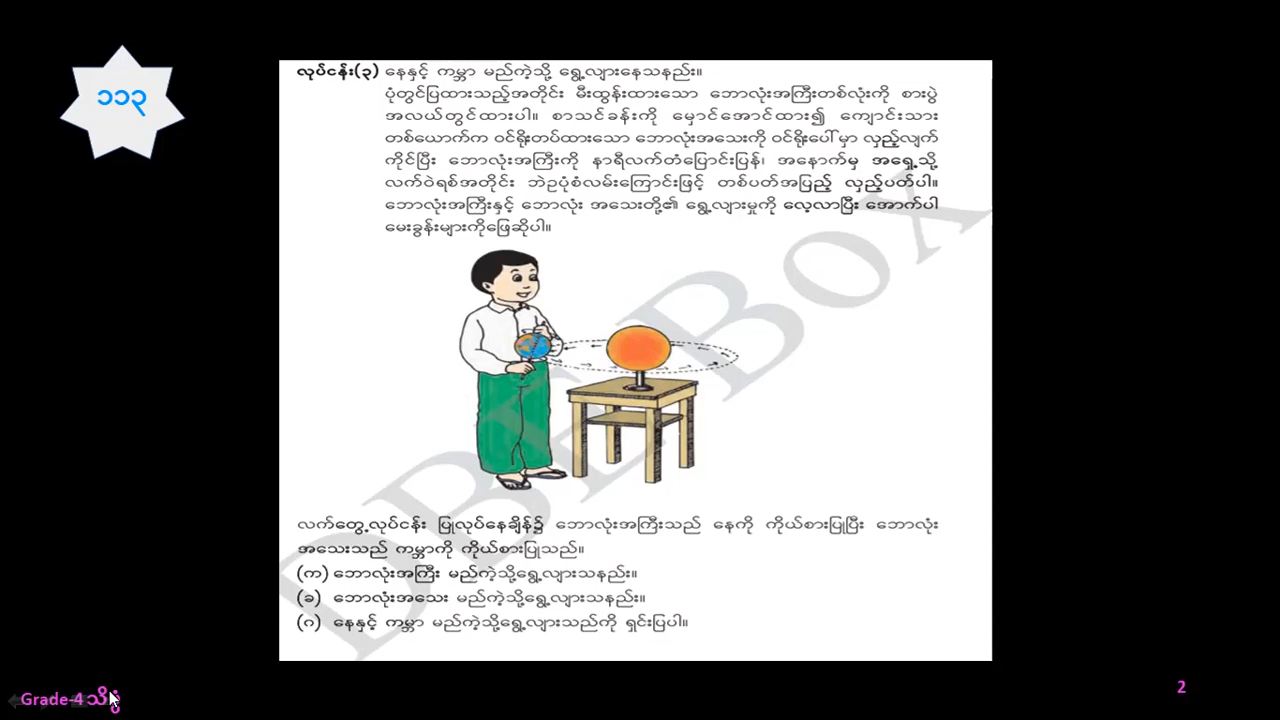 ၁၁၃
လုပ်ငန်း(၃) နေနှင့် ကမ္ဘာ မည်ကဲ့သို့ ရွေ့လျားနေသနည်း။
ပုံတွင်ပြထားသည့်အတိုင်း မီးထွန်းထားသော ဘောလုံးအကြီးတစ်လုံးကို စားပွဲ
အလယ်တွင်ထားပါ။ စာသင်ခန်းကို မှောင်အောင်ထား၍ ကျောင်းသား
တစ်ယောက်က ဝင်ရိုးတပ်ထားသော ဘောလုံးအသေးကို ဝင်ရိုးပေါ်မှာ လှည့်လျက်
ကိုင်ပြီး ဘောလုံးအကြီးကို နာရီလက်တံပြောင်းပြန်၊ အနောက်မှ အရှေ့သို့
လက်ဝဲရစ်အတိုင်း ဘဲဥပုံစံလမ်းကြောင်းဖြင့် တစ်ပတ်အပြည့် လှည့်ပတ်ပါ။
ဘောလုံးအကြီးနှင့် ဘောလုံး အသေးတို့၏ ရွေ့လျားမှုကို လေ့လာပြီး အောက်ပါ
မေးခွန်းများကိုဖြေဆိုပါ။
DBE BOX
လက်တွေ့လုပ်ငန်း ပြုလုပ်နေချိန်၌ ဘောလုံးအကြီးသည် နေကို ကိုယ်စားပြုပြီး ဘောလုံး
အသေးသည် ကမ္ဘာကို ကိုယ်စားပြုသည်။
(က) ဘောလုံးအကြီး မည်ကဲ့သို့ရွေ့လျားသနည်း။
(ခ) ဘောလုံးအသေး မည်ကဲ့သို့ရွေ့လျားသနည်း။
(ဂ) နေနှင့် ကမ္ဘာ မည်ကဲ့သို့ရွေ့လျားသည်ကို ရှင်းပြပါ။
Grade-4 သိပ္ပံ
2